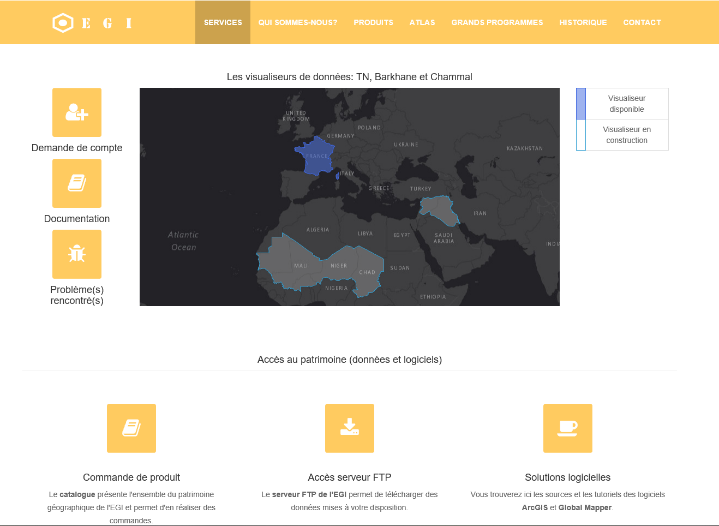 EGI
SERVICES
QUI SOMMES-NOUS?
PRODUITS
ATLAS
GRANDS PROGRAMMES
HISTORIQUE
CONTACT
Les visualiseurs de données: TN, Barkhane et Chammal
Demande de compte
Documentation
Problème(s)
rencontré(s)
UNITED
KINGDOM
POLAND
GERMANY
UKRAINE
KAZAKHSTAN
FRANCE
ITALY
GREECE
TURKEY
Atlantic
Ocean
ALGERIA
LIBYA
EGYPT
SAUDI
ARABIA
IRAN
INDIA
MALI
NIGER
CHAD
SUDAN
NIGERIA
ETHIOPIA
Visualiseur
disponible
Visualiseur en
construction
Accès au patrimoine (données et logiciels)
Commande de produit
Le catalogue présente l'ensemble du patrimoine
géographique de l'EGI et permet d'en réaliser des
commandes
Accès serveur FTP
Le serveur FTP de l'EGI permet de télécharger des
données mises à votre disposition.
Solutions logicielles
Vous trouverez ici les sources et les tutoriels des logiciels
ArcGIS et Global Mapper.